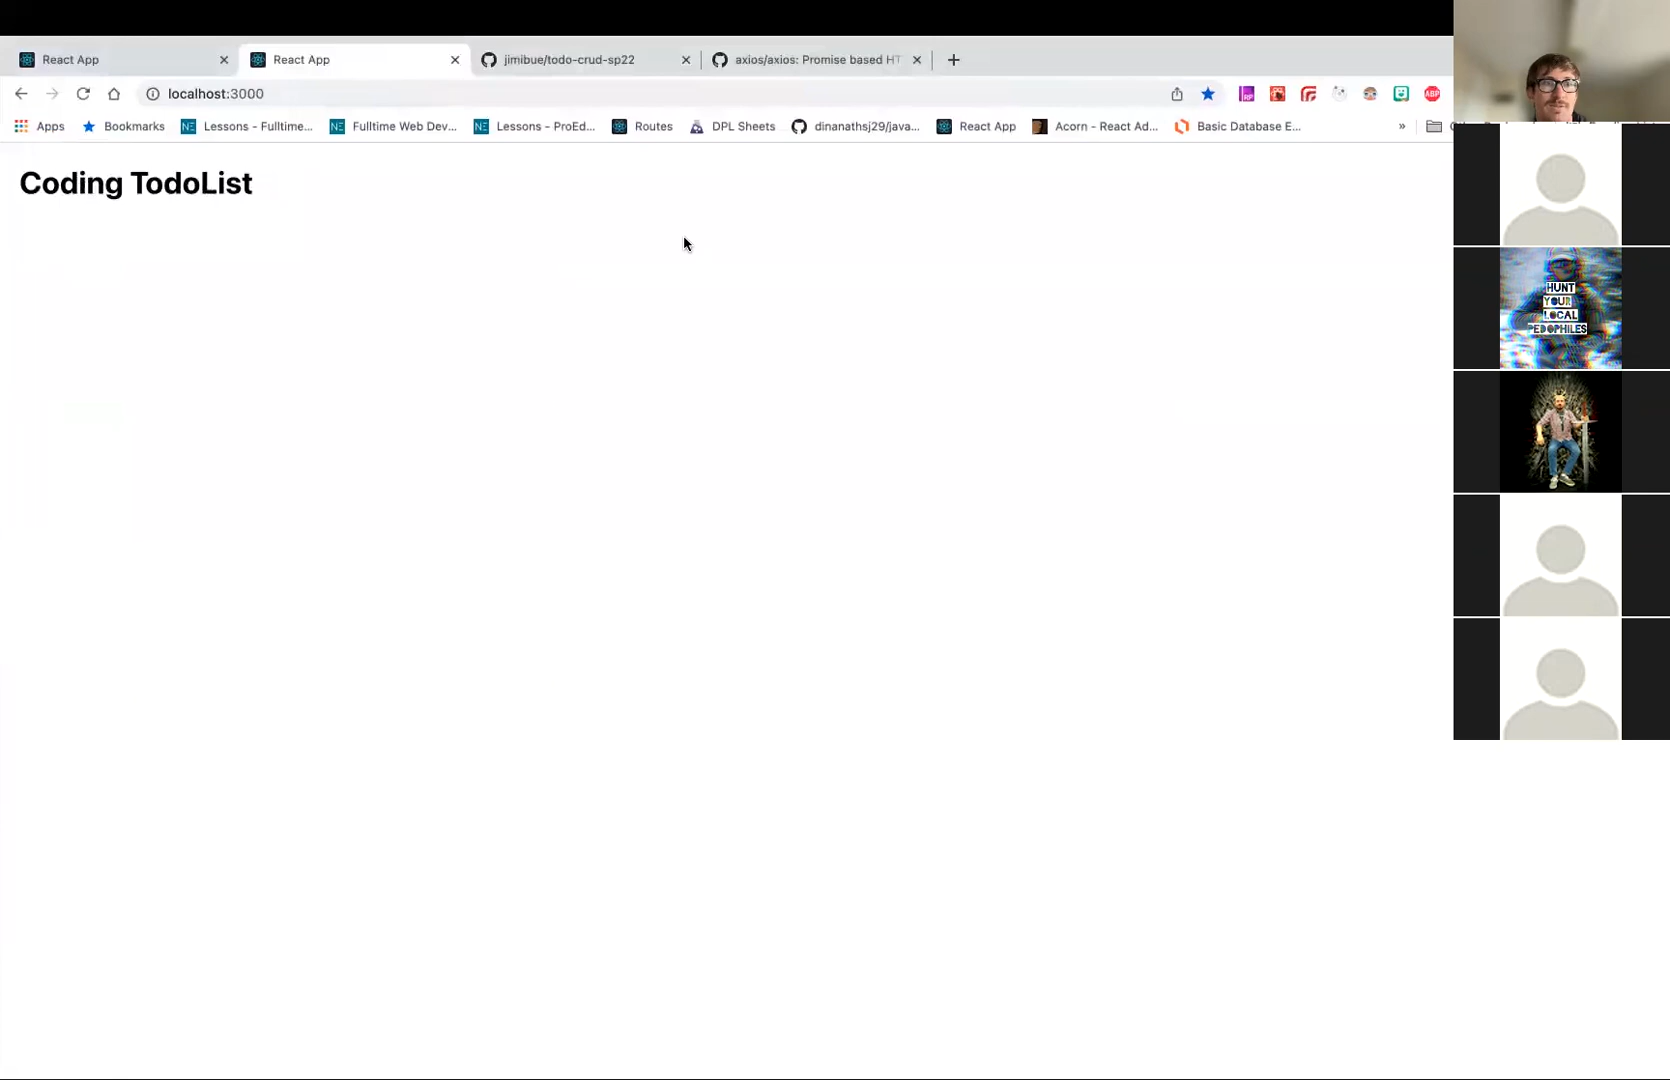 React App
React App
jimibue/todo-crud-sp22
axios/axios: Promise based HT
localhost:3000
Apps
Bookmarks
Lessons - Fulltime...
Fulltime Web Dev...
Lessons - ProEd...
Routes
DPL Sheets
dinanathsj29/java...
React App
Acorn - React Ad...
Basic Database E...
»
Coding TodoList
HUNT
YOUR
LOCAL
PEDOPHILES
ABP